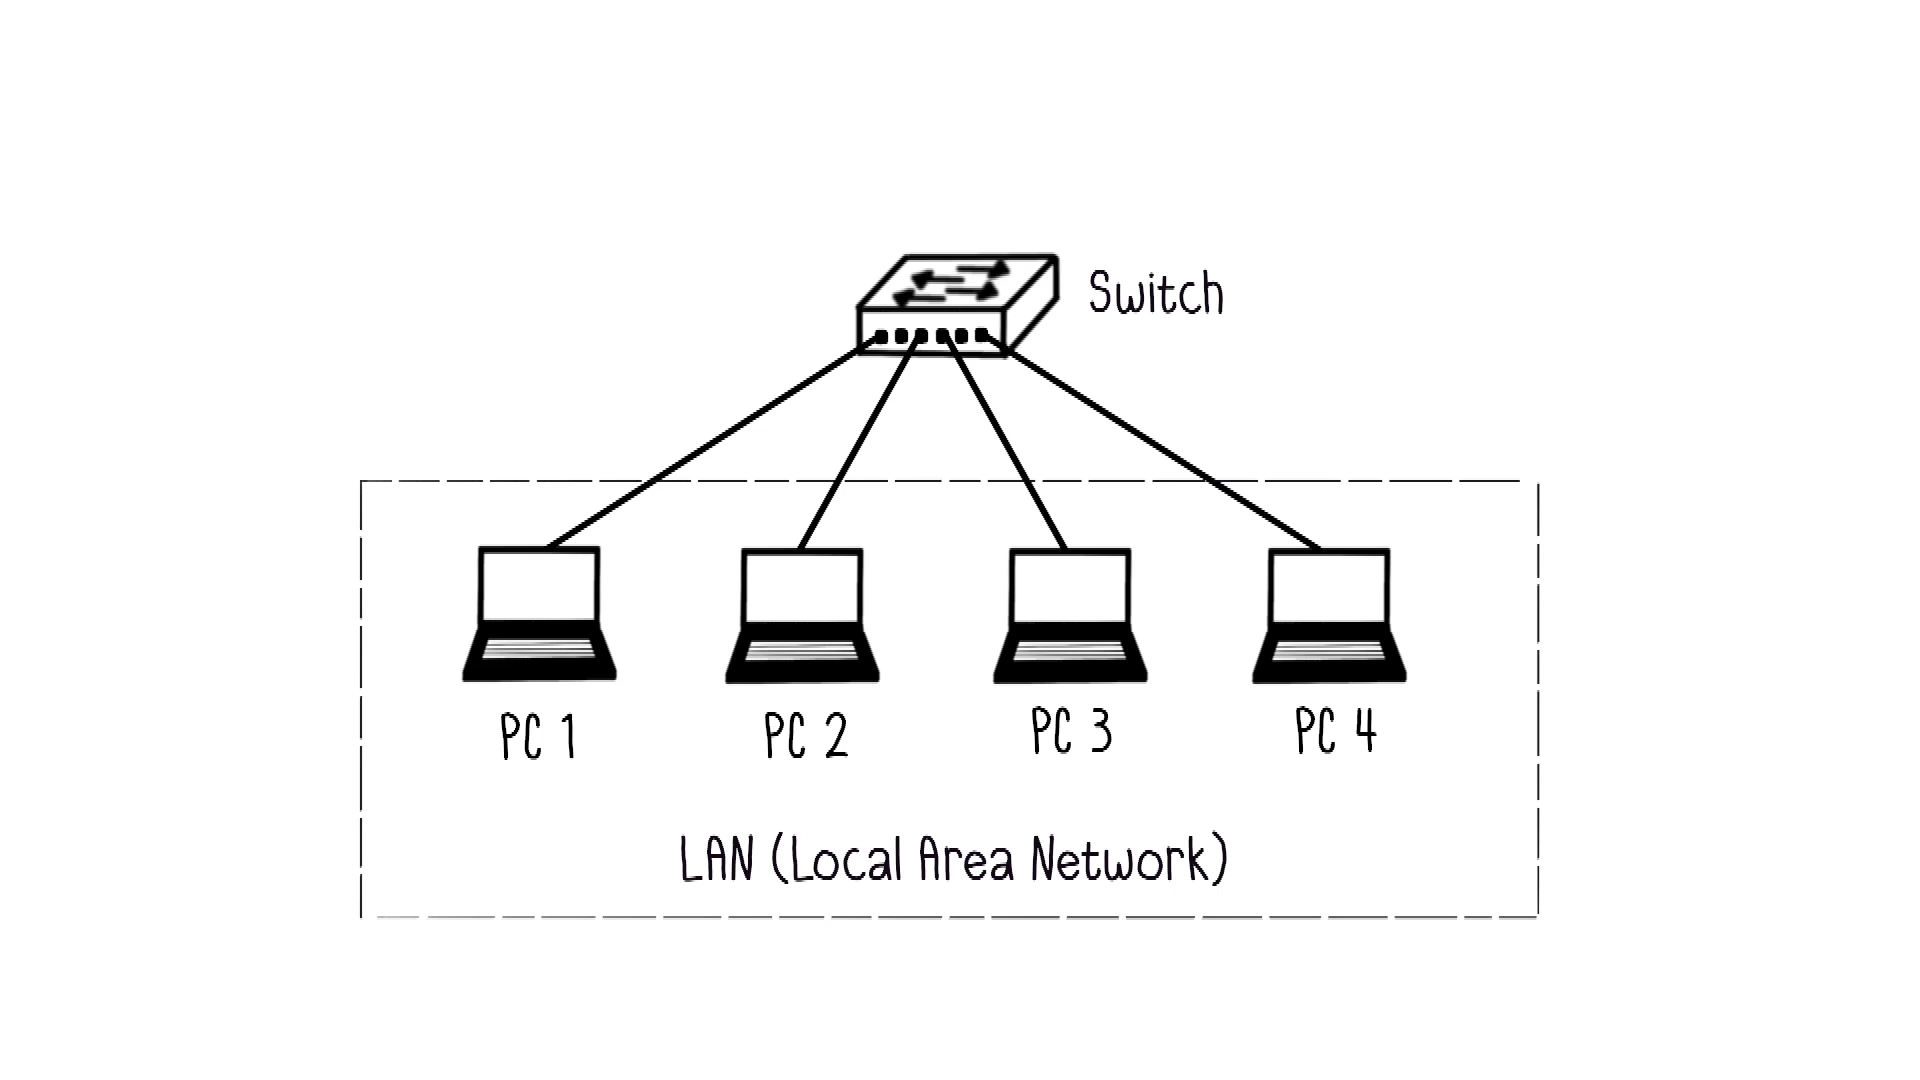 Switch
PC 1
PC 2
PC 3
PC 4
LAN (Local Area Network)